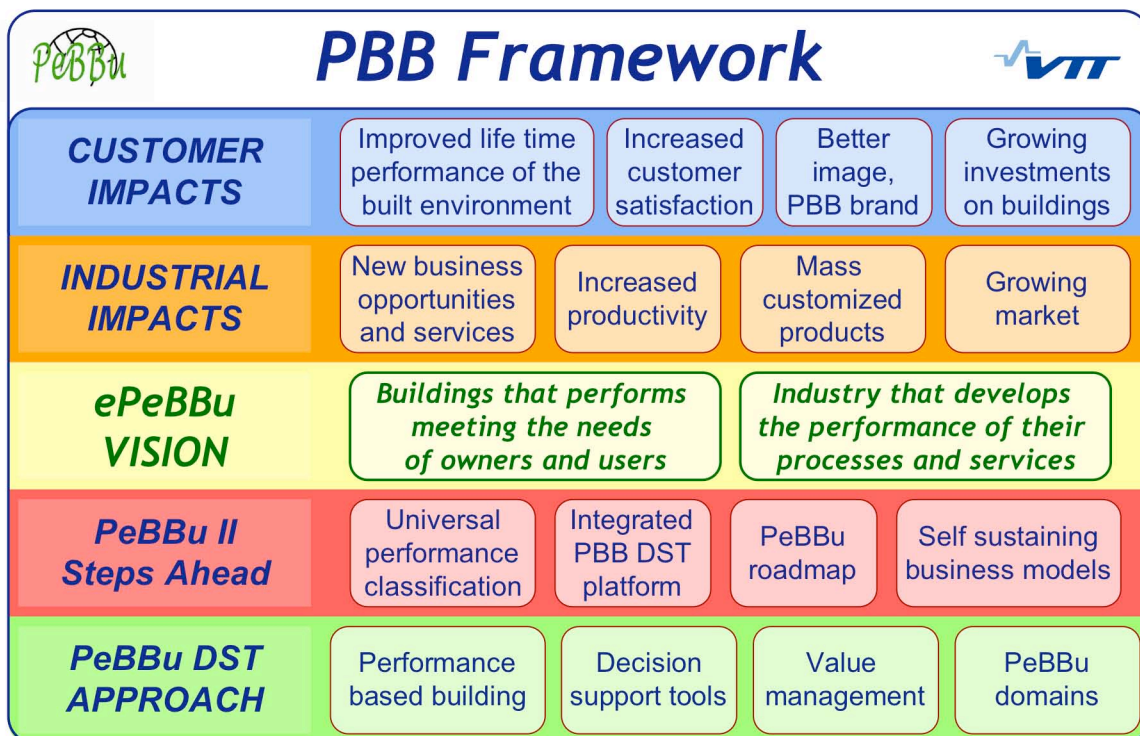 PeBBu
PBB Framework
VTT
CUSTOMER
IMPACTS
Improved life time
performance of the
built environment
Increased
customer
satisfaction
Better
image,
PBB brand
Growing
investments
on buildings
INDUSTRIAL
IMPACTS
New business
opportunities
and services
Increased
productivity
Mass
customized
products
Growing
market
ePeBBu
VISION
Buildings that performs
meeting the needs
of owners and users
Industry that develops
the performance of their
processes and services
PeBBu II
Steps Ahead
Universal
performance
classification
Integrated
PBB DST
platform
PeBBu
roadmap
Self sustaining
business models
PeBBu DST
APPROACH
Performance
based building
Decision
support tools
Value
management
PeBBu
domains